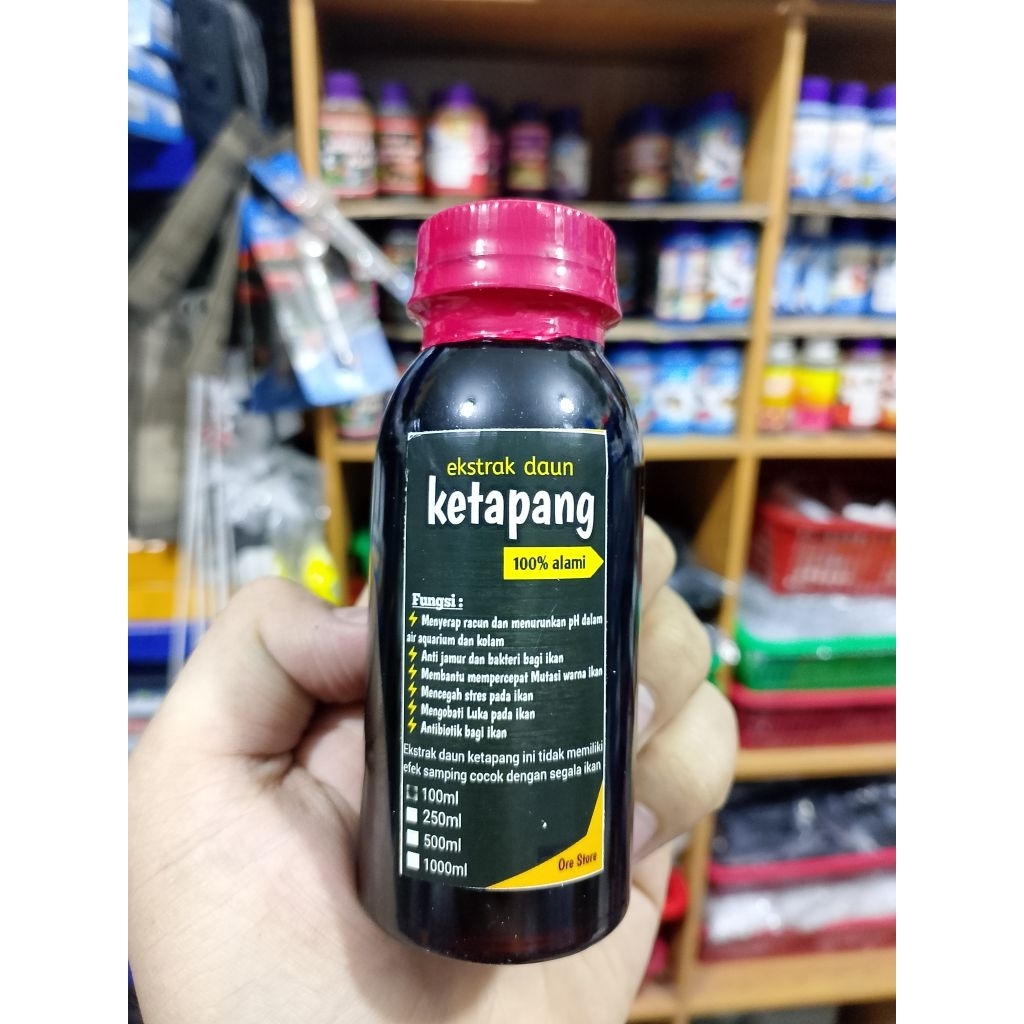 ekstrak daun
ketapang
100% alami
Fungsi :
Menyerap racun dan menurunkan pH dalam
air aquarium dan kolam
Anti jamur dan bakteri bagi ikan
Membantu mempercepat Mutasi warna ikan
Mencegah stres pada ikan
Mengobati Luka pada ikan
Antibiotik bagi ikan
Ekstrak daun ketapang ini tidak memiliki
efek samping cocok dengan segala ikan
100ml
250ml
500ml
1000ml
Ore Store